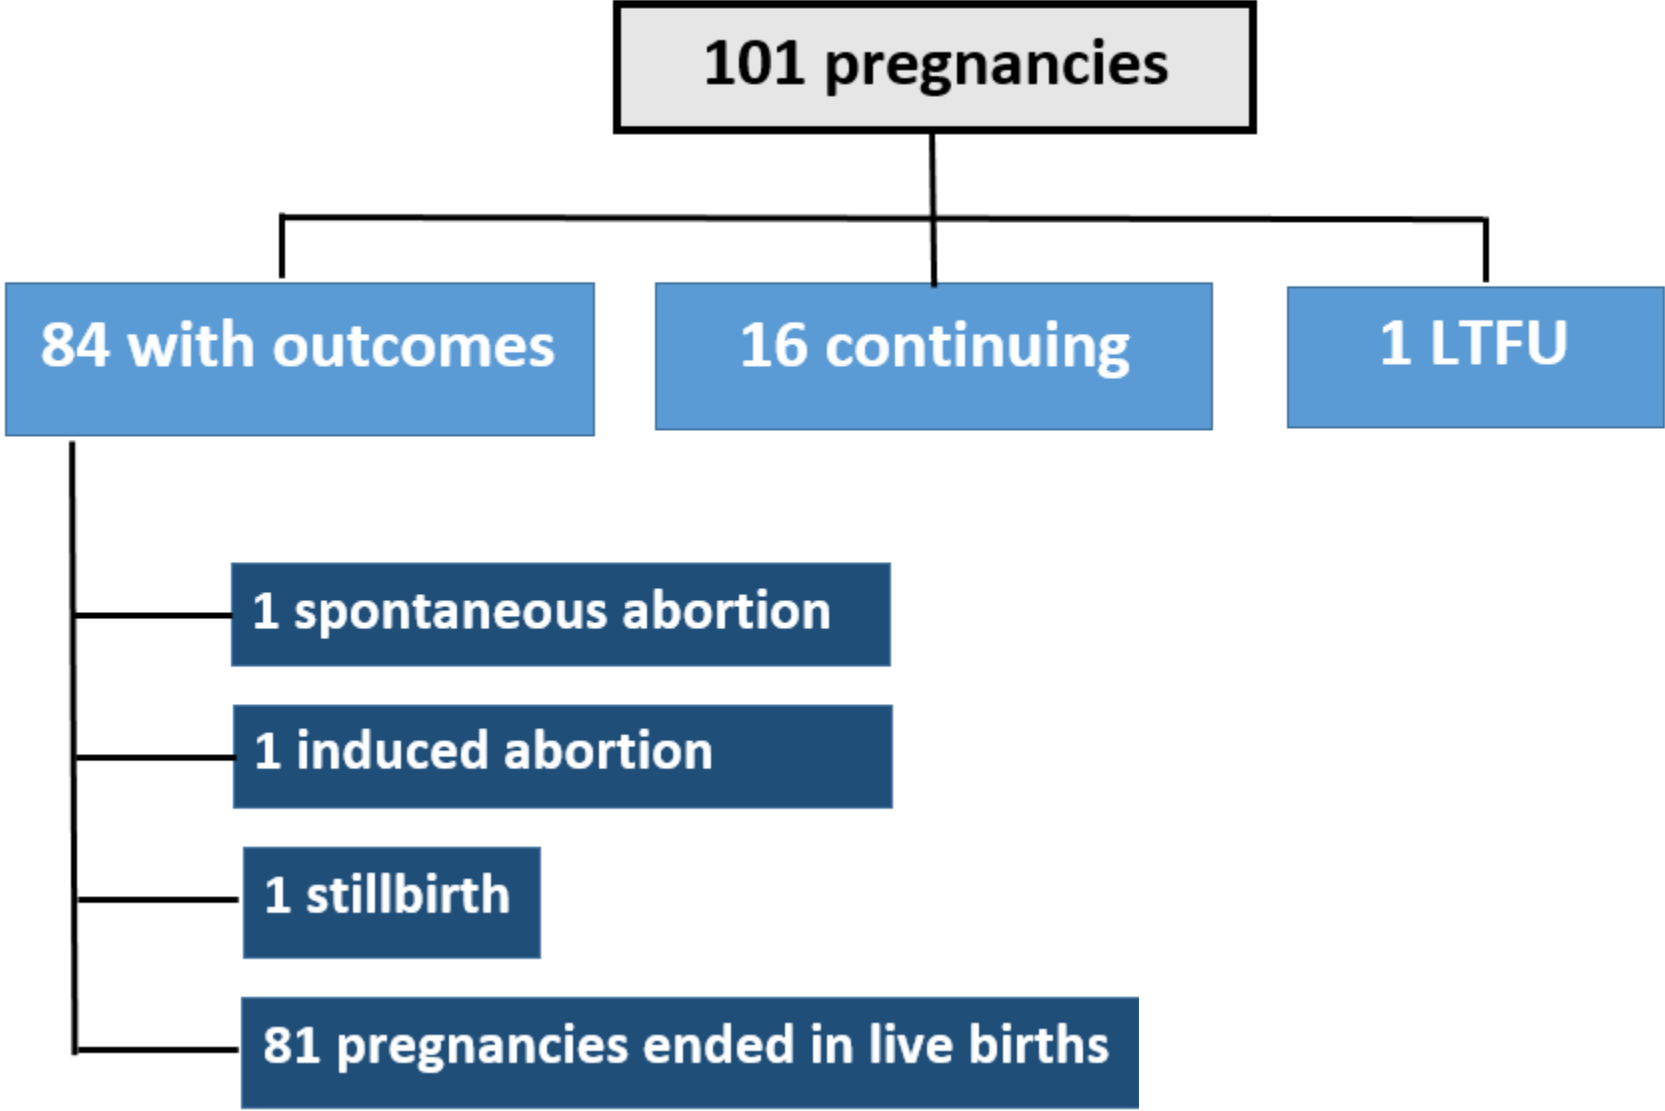 101 pregnancies
84 with outcomes
16 continuing
1 LTFU
1 spontaneous abortion
1 induced abortion
1 stillbirth
81 pregnancies ended in live births